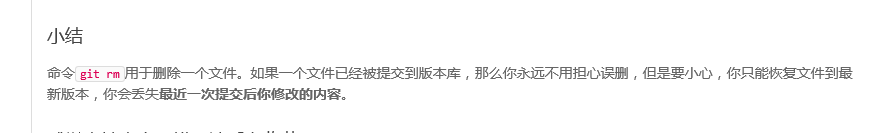 小结
命令git rm用于删除一个文件。如果一个文件已经被提交到版本库，那么你永远不用担心误删，但是要小心，你只能恢复文件到最
新版本，你会丢失最近一次提交后你修改的内容。